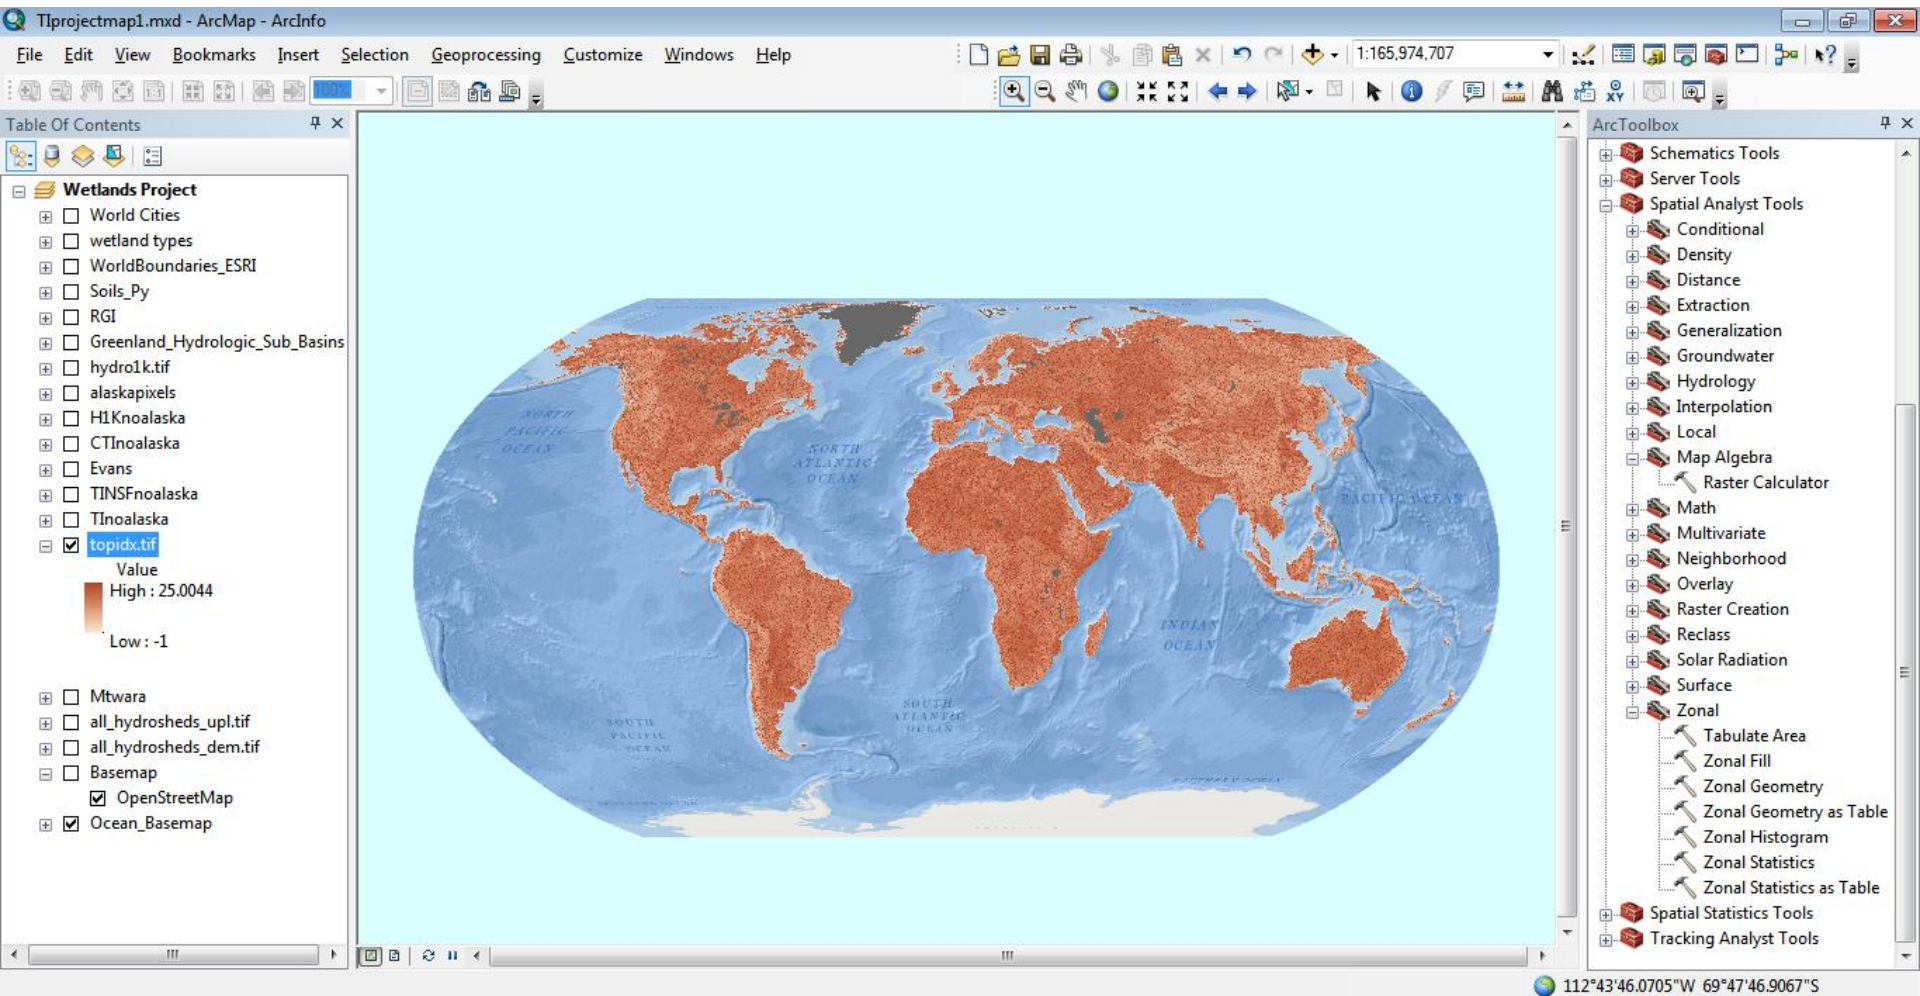 TIprojectmap1.mxd - ArcMap - ArcInfo
File Edit View Bookmarks Insert Selection Geoprocessing Customize Windows Help
1:165,974,707
100%
Table Of Contents
Wetlands Project
World Cities
wetland types
WorldBoundaries_ESRI
Soils_Py
RGI
Greenland_Hydrologic_Sub_Basins
hydro1k.tif
alaskapixels
H1Knoalaska
CTInoalaska
Evans
TINSFnoalaska
TInoalaska
topidx.tif
Value
High : 25.0044
Low : -1
Mtwara
all_hydrosheds_upl.tif
all_hydrosheds_dem.tif
Basemap
OpenStreetMap
Ocean_Basemap
NORTH
PACIFIC
OCEAN
NORTH
ATLANTIC
OCEAN
PACIFIC OCEAN
INDIAN
OCEAN
SOUTH
PACIFIC
OCEAN
SOUTH
ATLANTIC
OCEAN
SOUTHERN OCEAN
ArcToolbox
Schematics Tools
Server Tools
Spatial Analyst Tools
Conditional
Density
Distance
Extraction
Generalization
Groundwater
Hydrology
Interpolation
Local
Map Algebra
Raster Calculator
Math
Multivariate
Neighborhood
Overlay
Raster Creation
Reclass
Solar Radiation
Surface
Zonal
Tabulate Area
Zonal Fill
Zonal Geometry
Zonal Geometry as Table
Zonal Histogram
Zonal Statistics
Zonal Statistics as Table
Spatial Statistics Tools
Tracking Analyst Tools
112°43'46.0705"W 69°47'46.9067"S